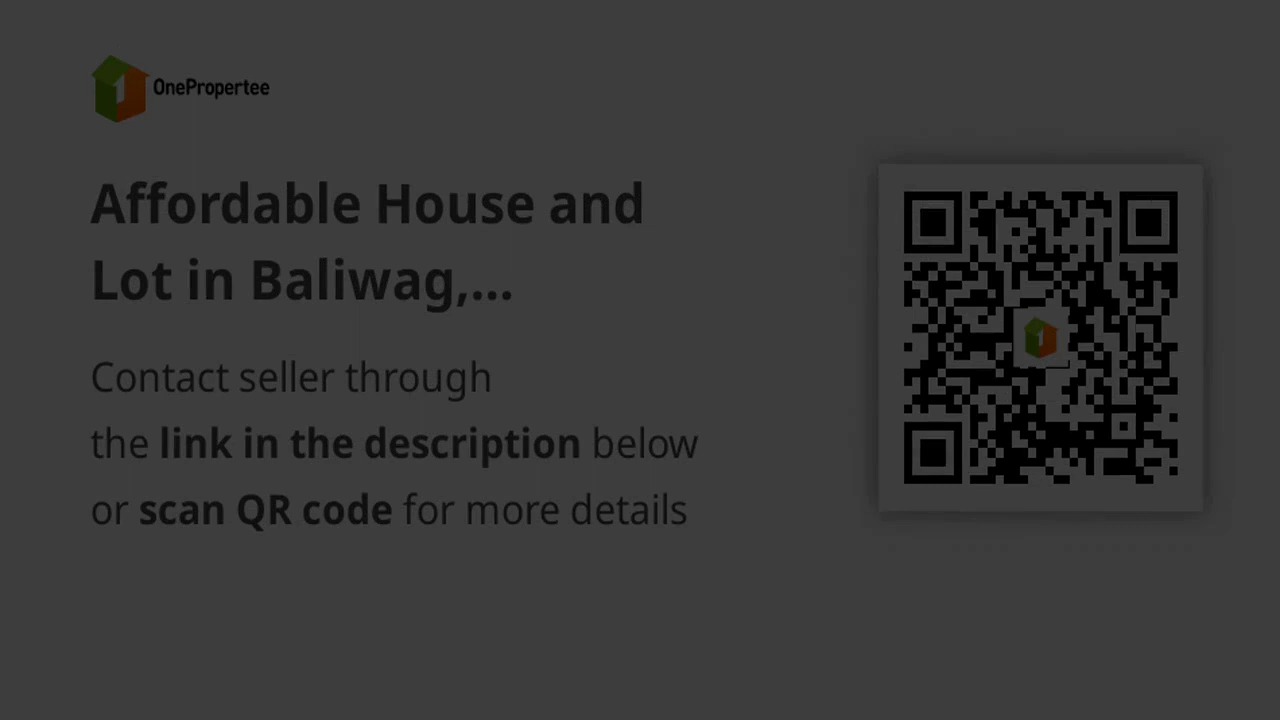 OnePropertee
Affordable House and
Lot in Baliwag,...
Contact seller through
the link in the description below
or scan QR code for more details